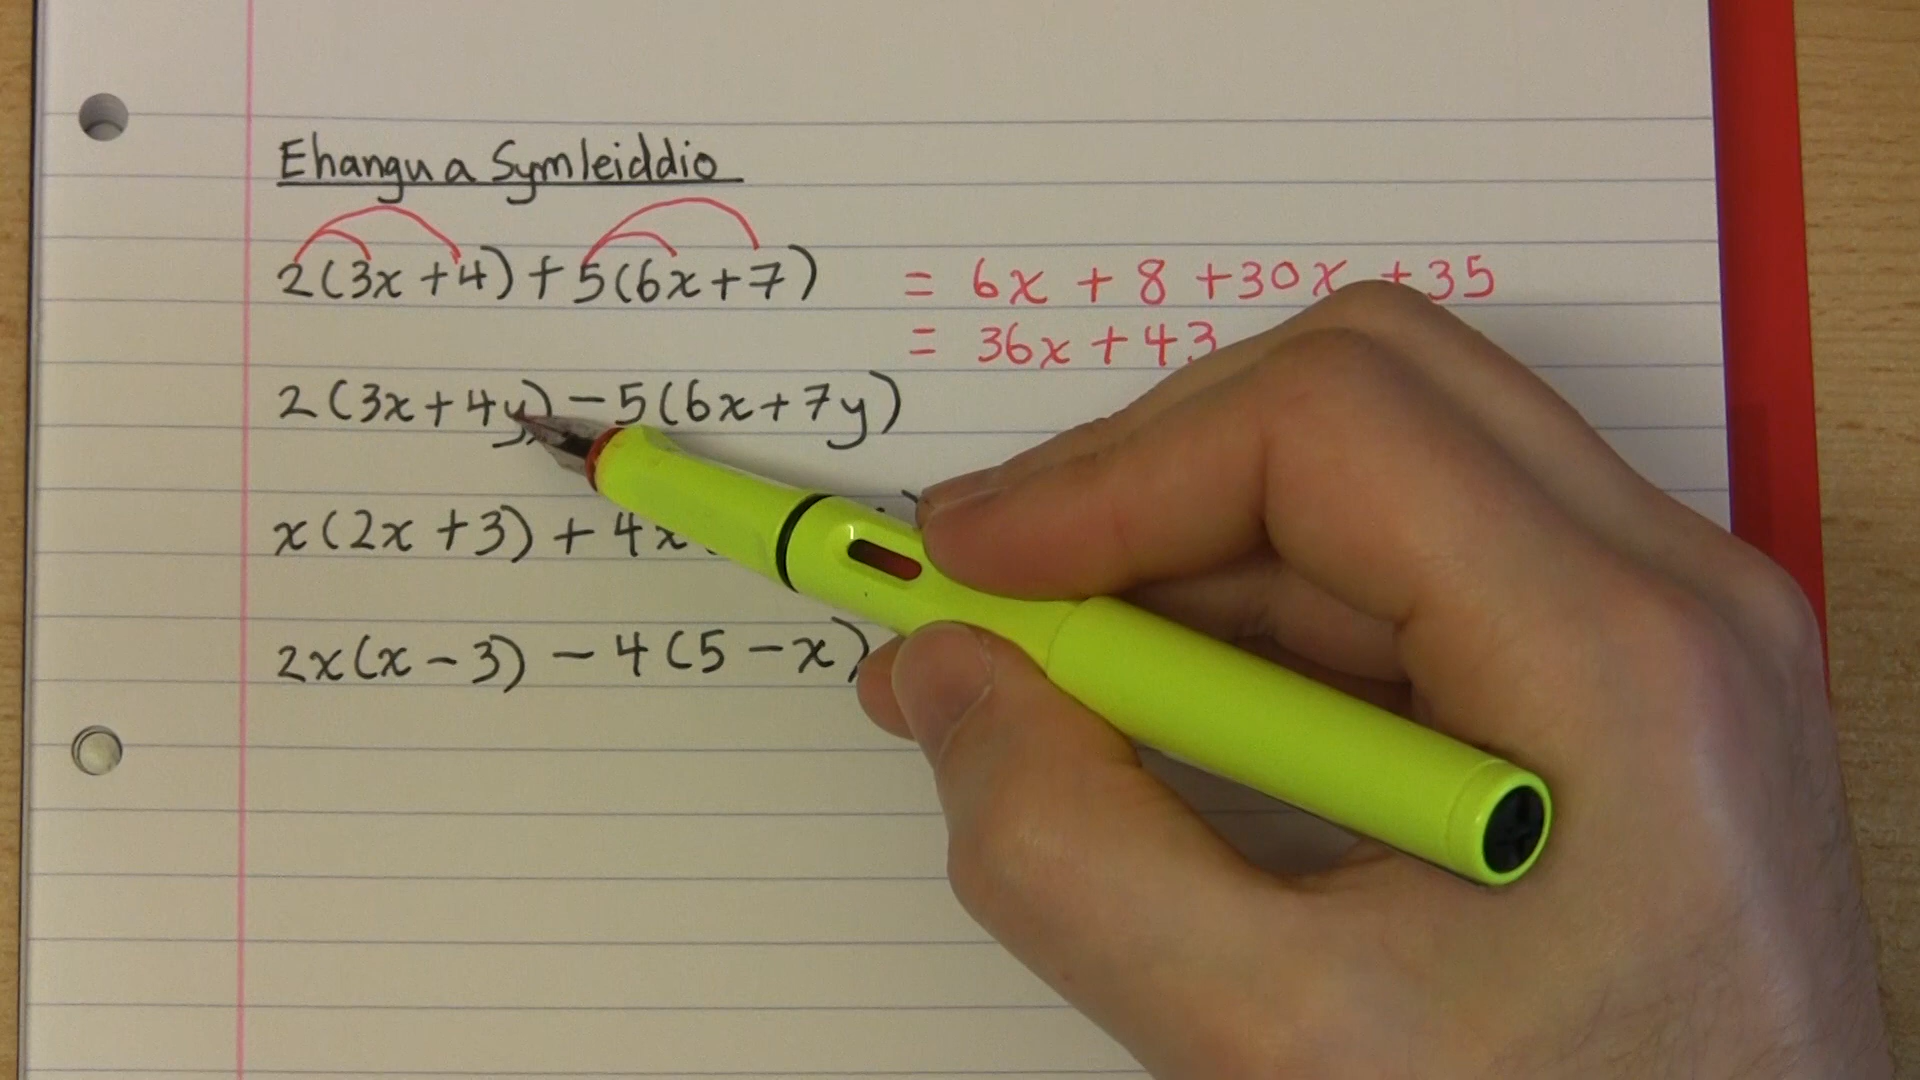 Ehangu a Symleiddio
2(3x+4)+5(6x+7) = 6x + 8 +30x +35
= 36x + 43
2(3x+4y)-5(6x+7y)
x(2x+3) + 4x
2x(x-3) - 4(5-x)